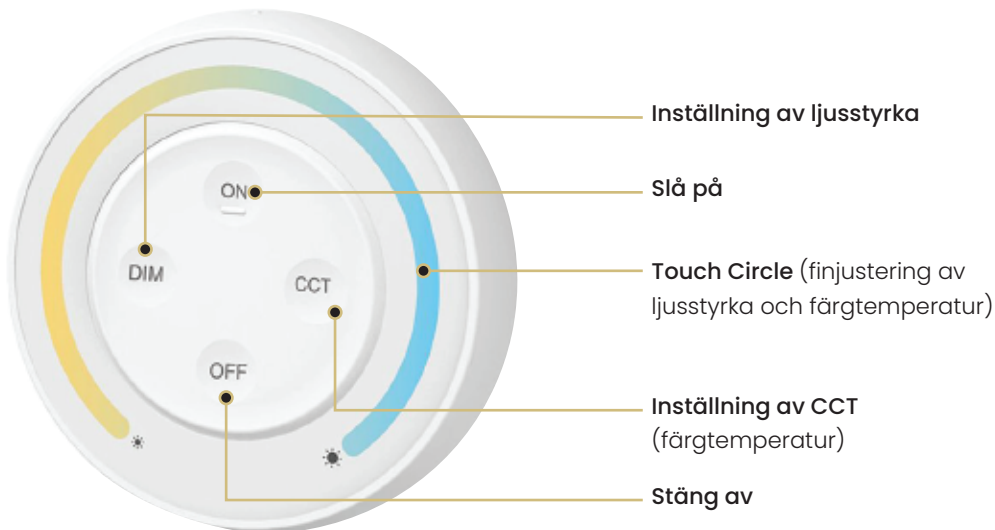 Inställning av ljusstyrka
ON
Slå på
DIM
CCT
Touch Circle (finjustering av
ljusstyrka och färgtemperatur)
OFF
Inställning av CCT
(färgtemperatur)
Stäng av